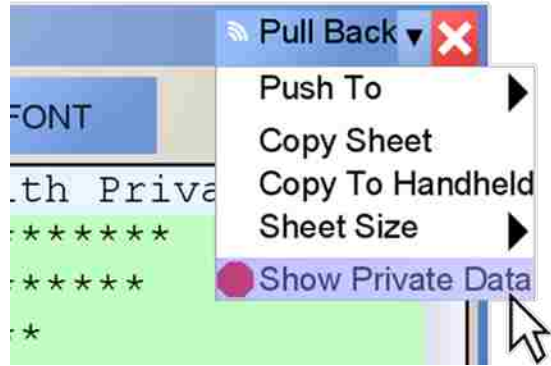 Pull Back
Push To
FONT
Copy Sheet
th Priva
Copy To Handheld
*******
Sheet Size
******
Show Private Data
**